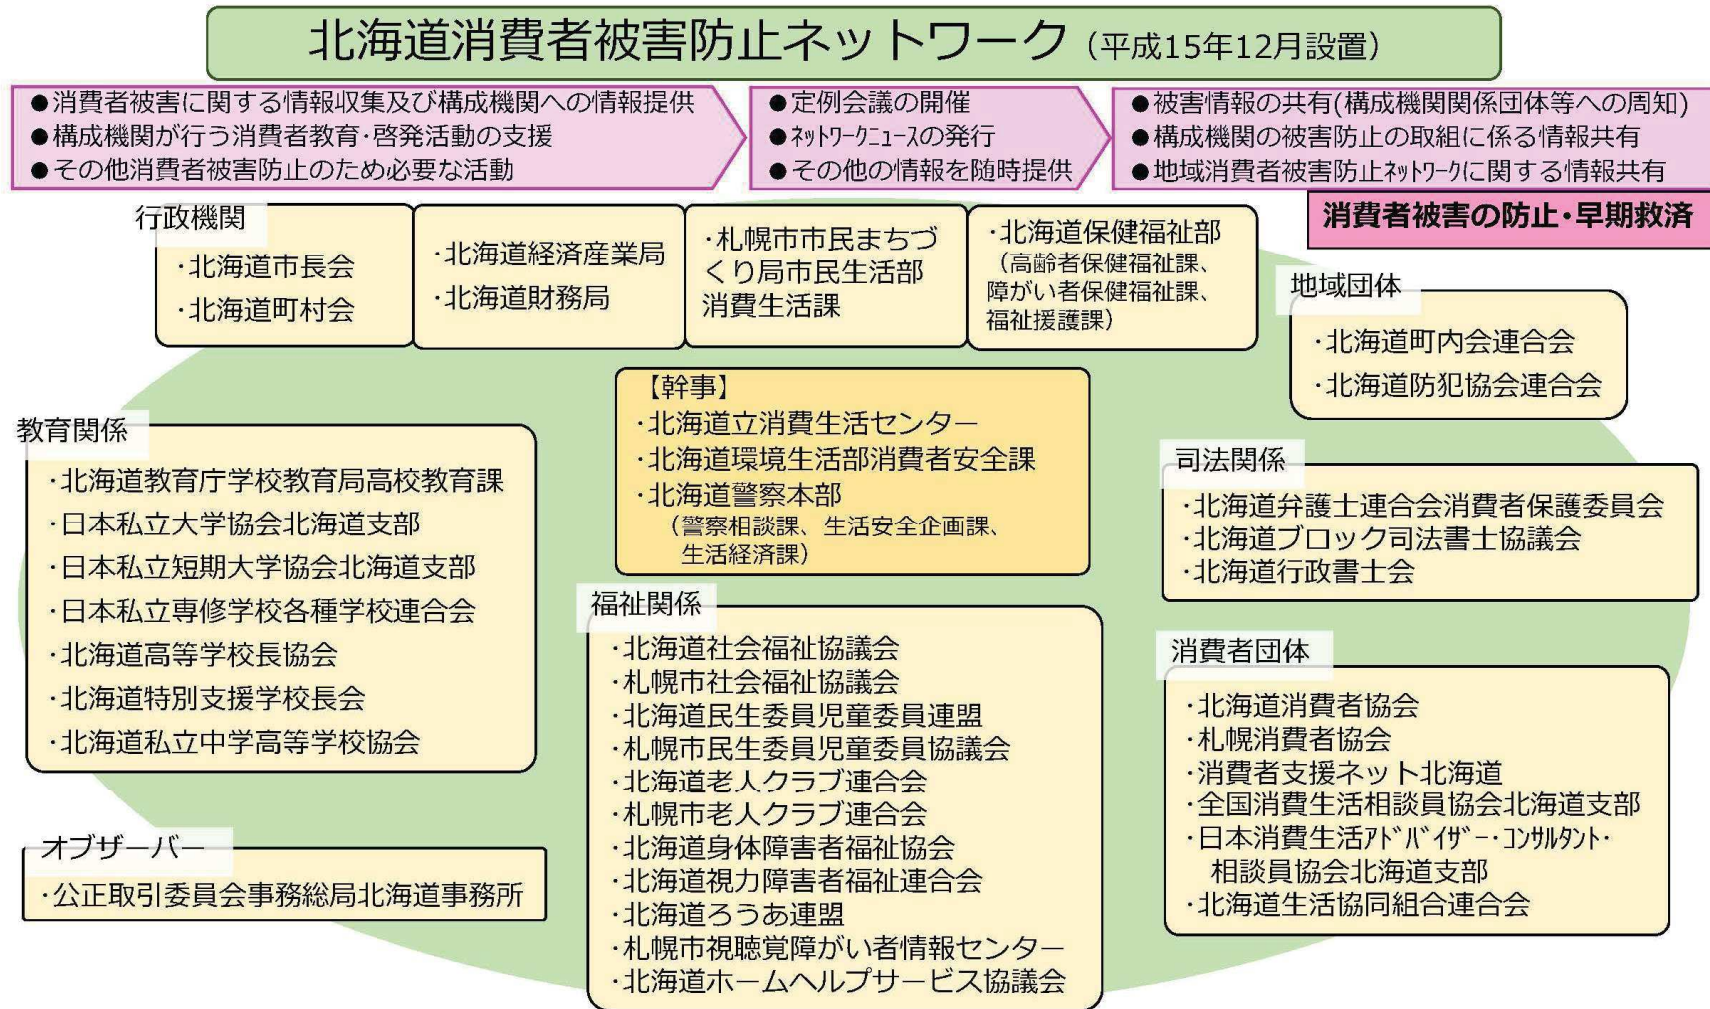 北海道消費者被害防止ネットワーク（平成15年12月設置）
●消費者被害に関する情報収集及び構成機関への情報提供
●構成機関が行う消費者教育・啓発活動の支援
●その他消費者被害防止のため必要な活動
●定例会議の開催
●ﾈｯﾄﾜｰｸﾆｭｰｽの発行
●その他の情報を随時提供
●被害情報の共有(構成機関関係団体等への周知)
●構成機関の被害防止の取組に係る情報共有
●地域消費者被害防止ﾈｯﾄﾜｰｸに関する情報共有
消費者被害の防止・早期救済
行政機関
・北海道市長会
・北海道町村会
・北海道経済産業局
・北海道財務局
・札幌市市民まちづ
くり局市民生活部
消費生活課
・北海道保健福祉部
（高齢者保健福祉課、
障がい者保健福祉課、
福祉援護課）
地域団体
・北海道町内会連合会
・北海道防犯協会連合会
【幹事】
・北海道立消費生活センター
・北海道環境生活部消費者安全課
・北海道警察本部
（警察相談課、生活安全企画課、
生活経済課）
教育関係
・北海道教育庁学校教育局高校教育課
・日本私立大学協会北海道支部
・日本私立短期大学協会北海道支部
・日本私立専修学校各種学校連合会
・北海道高等学校長協会
・北海道特別支援学校長会
・北海道私立中学高等学校協会
司法関係
・北海道弁護士連合会消費者保護委員会
・北海道ブロック司法書士協議会
・北海道行政書士会
福祉関係
・北海道社会福祉協議会
・札幌市社会福祉協議会
・北海道民生委員児童委員連盟
・札幌市民生委員児童委員協議会
・北海道老人クラブ連合会
・札幌市老人クラブ連合会
・北海道身体障害者福祉協会
・北海道視力障害者福祉連合会
・北海道ろうあ連盟
・札幌市視聴覚障がい者情報センター
・北海道ホームヘルプサービス協議会
消費者団体
・北海道消費者協会
・札幌消費者協会
・消費者支援ネット北海道
・全国消費生活相談員協会北海道支部
・日本消費生活ｱﾄﾞﾊﾞｲｻﾞｰ・ｺﾝｻﾙﾀﾝﾄ・
相談員協会北海道支部
・北海道生活協同組合連合会
オブザーバー
・公正取引委員会事務総局北海道事務所